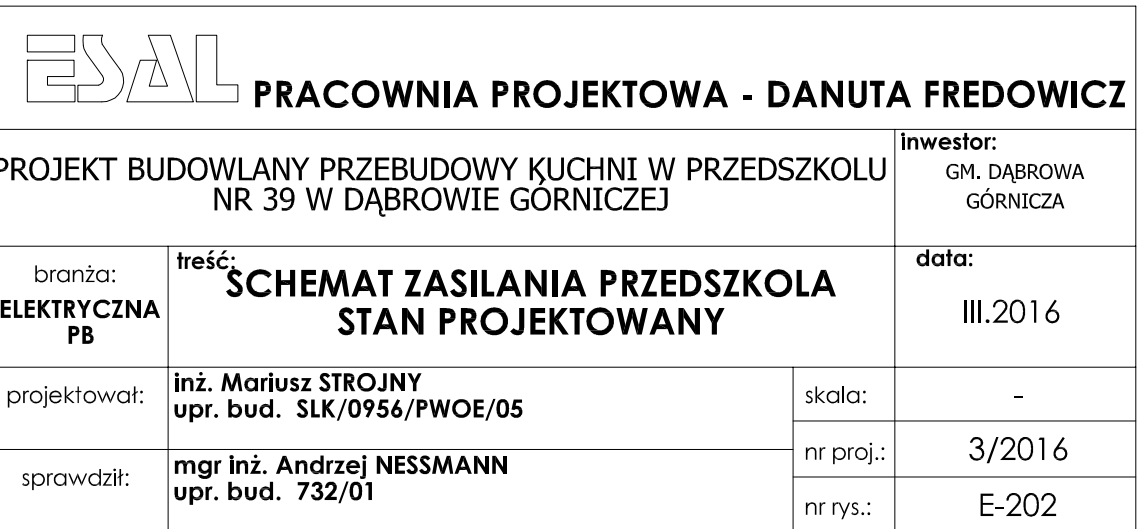 ESAL PRACOWNIA PROJEKTOWA - DANUTA FREDOWICZ
PROJEKT BUDOWLANY PRZEBUDOWY KUCHNI W PRZEDSZKOLU
NR 39 W DĄBROWIE GÓRNICZEJ
inwestor:
GM. DĄBROWA
GÓRNICZA
branża:
ELEKTRYCZNA
PB
treść:
SCHEMAT ZASILANIA PRZEDSZKOLA
STAN PROJEKTOWANY
data:
III.2016
projektował:
inż. Mariusz STROJNY
upr. bud. SLK/0956/PWOE/05
skala:
-
sprawdził:
mgr inż. Andrzej NESSMANN
upr. bud. 732/01
nr proj.:
3/2016
nr rys.:
E-202